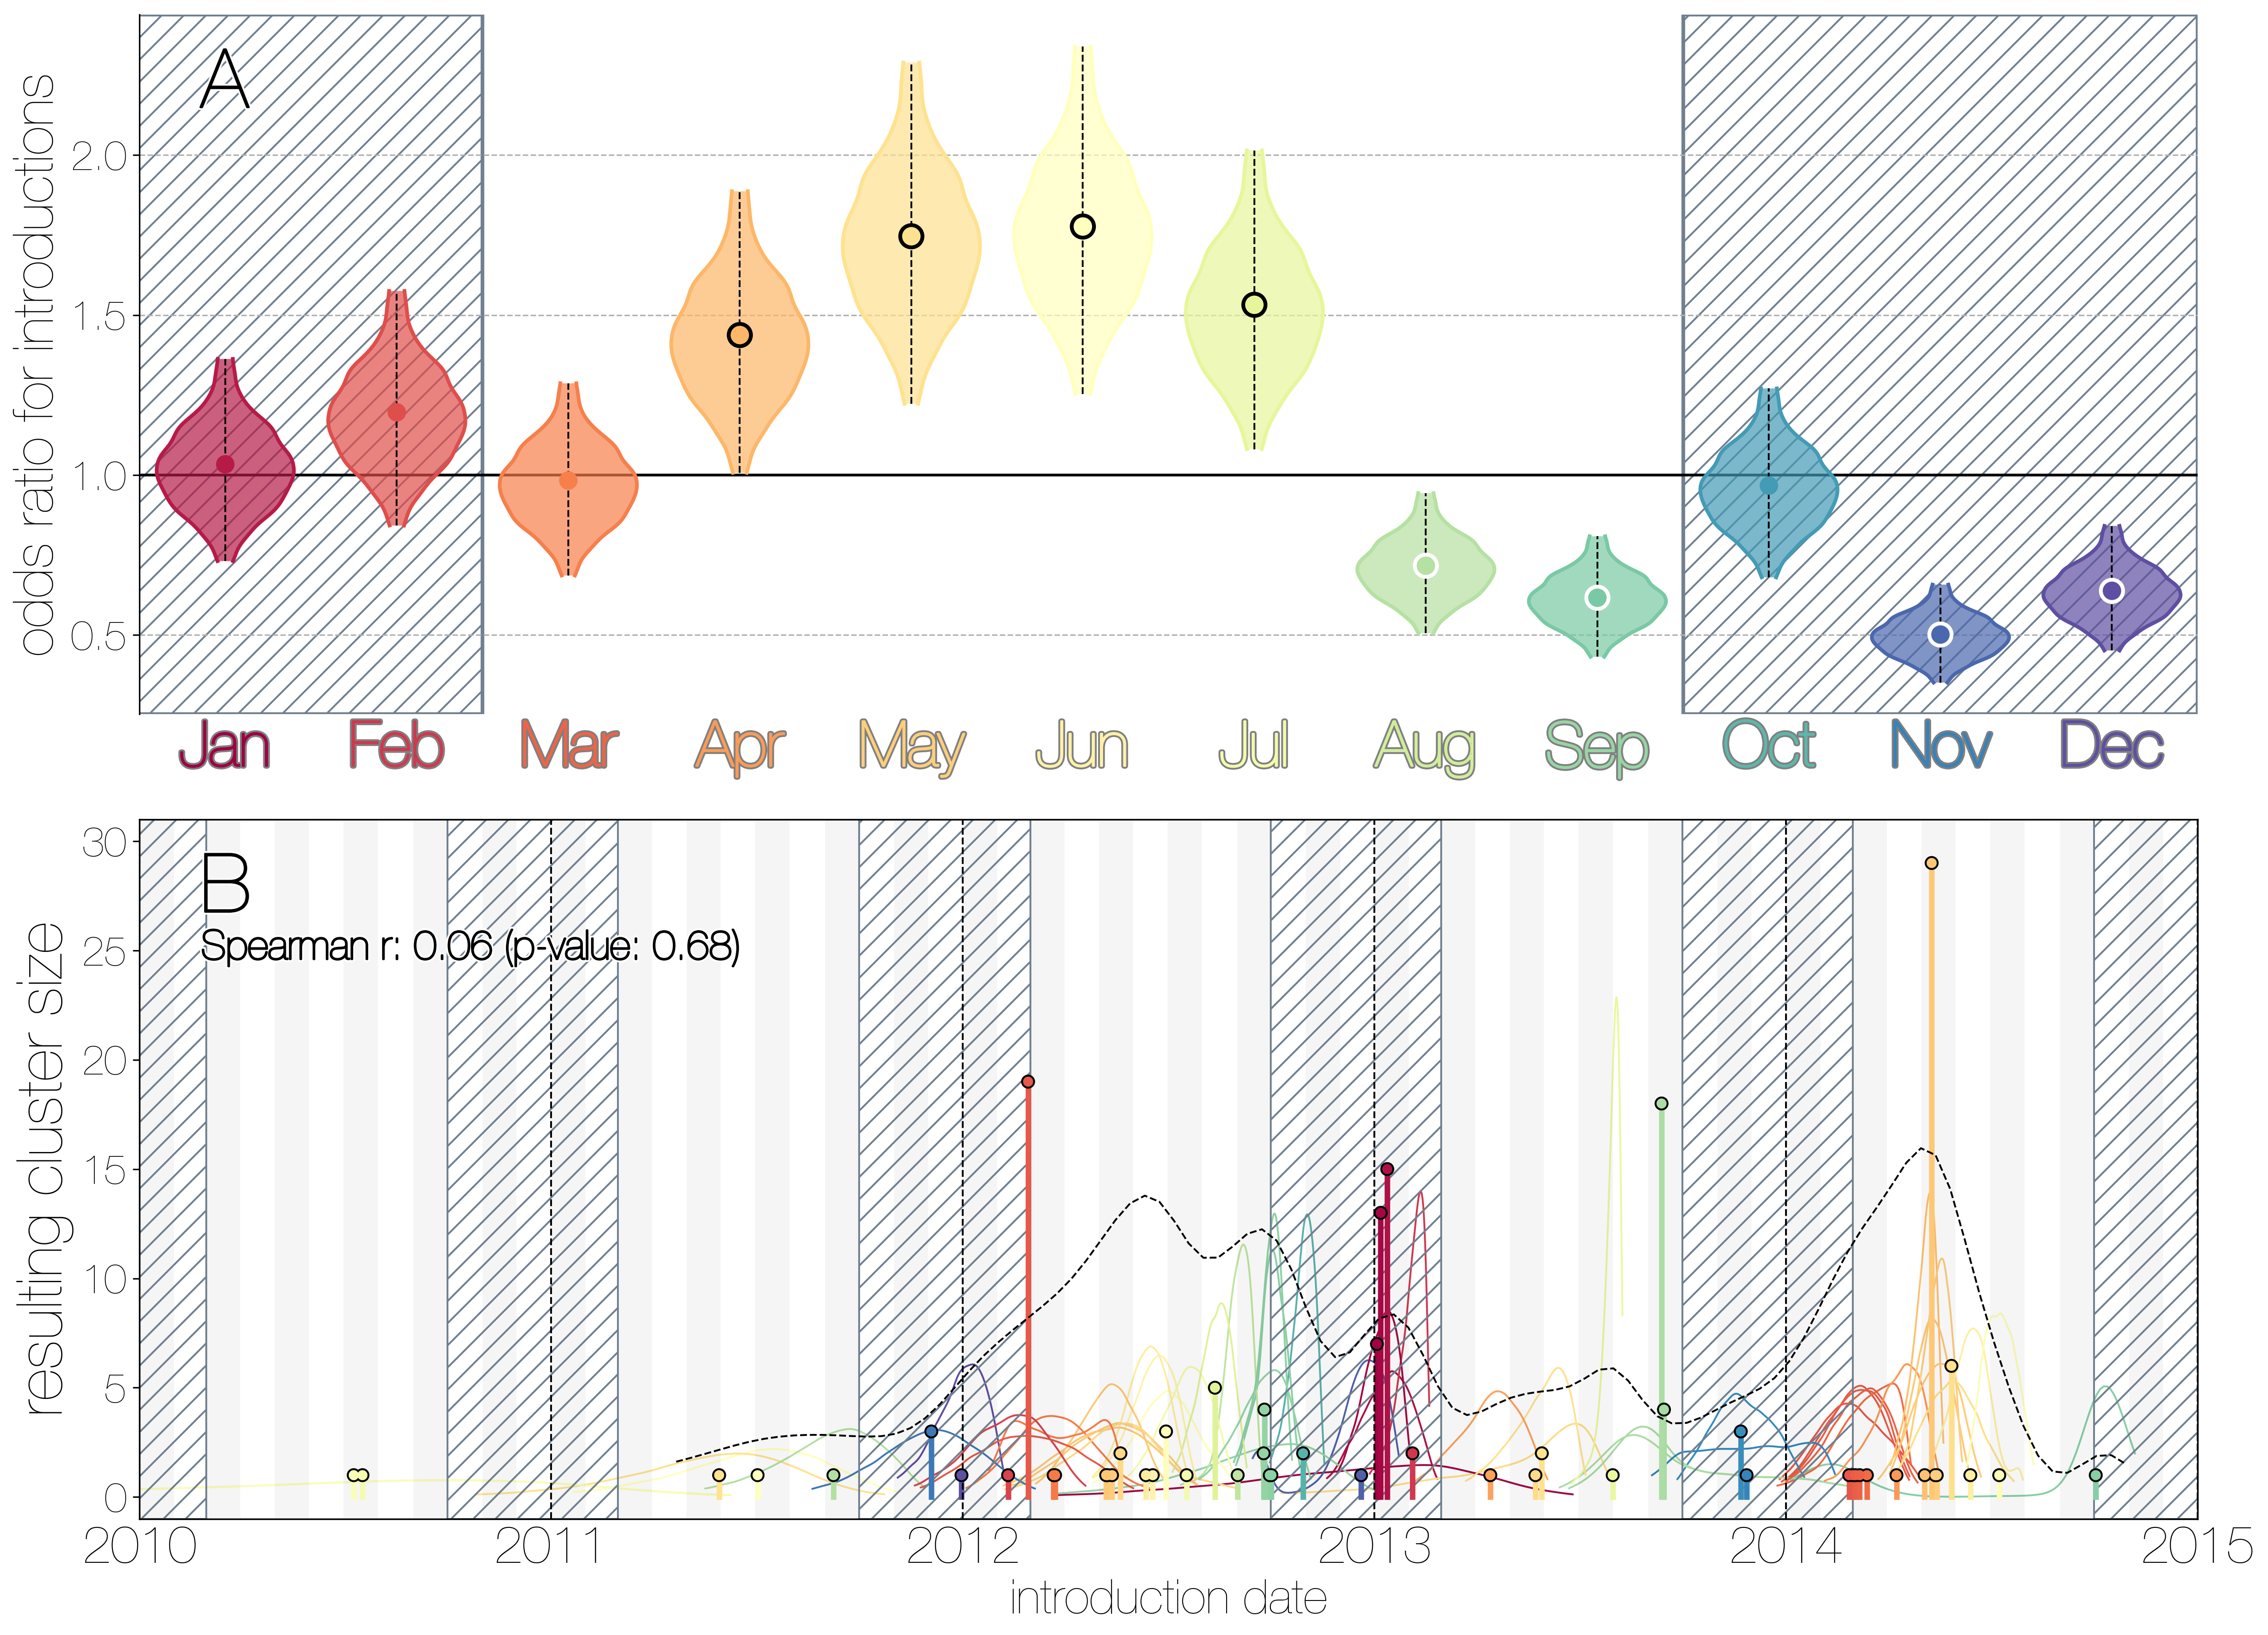 A
odds ratio for introductions
2.0
1.5
1.0
0.5
Jan Feb Mar Apr May Jun Jul Aug Sep Oct Nov Dec
B
Spearman r: 0.06 (p-value: 0.68)
resulting cluster size
30
25
20
15
10
5
0
2010 2011 2012 2013 2014 2015
introduction date